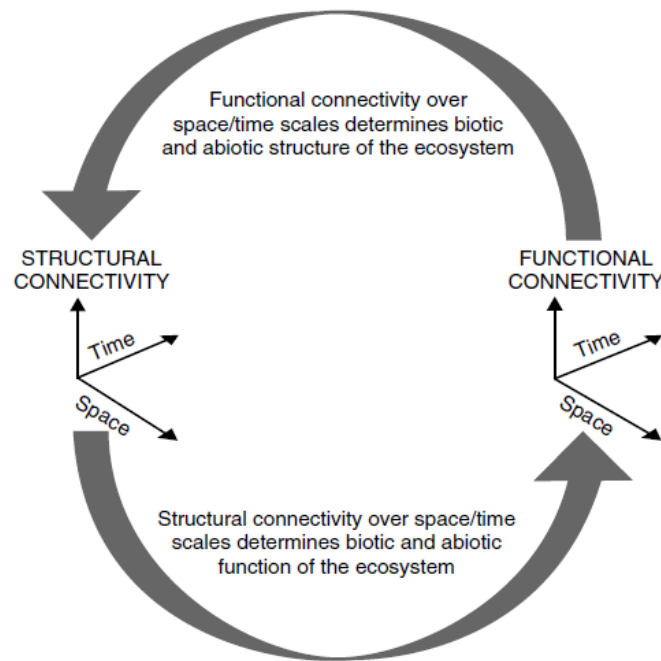 Functional connectivity over
space/time scales determines biotic
and abiotic structure of the ecosystem
STRUCTURAL
CONNECTIVITY
FUNCTIONAL
CONNECTIVITY
Time
Space
Time
Space
Structural connectivity over space/time
scales determines biotic and abiotic
function of the ecosystem